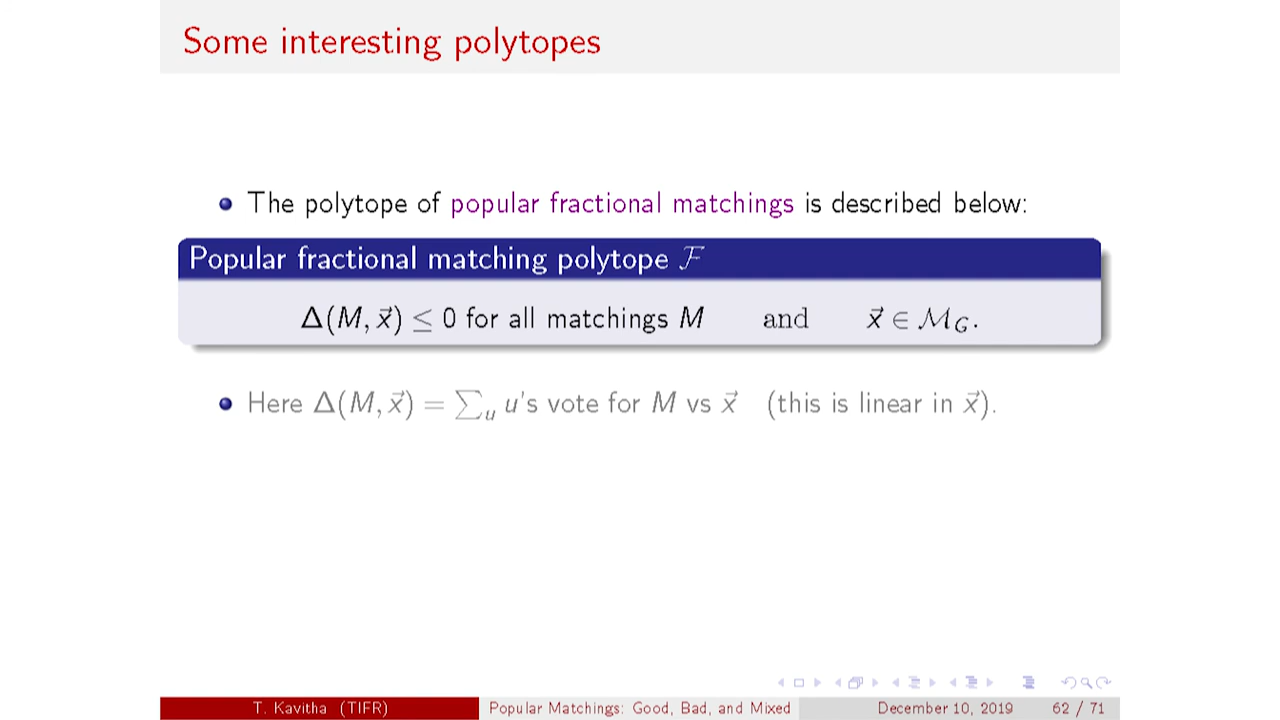 Some interesting polytopes
The polytope of popular fractional matchings is described below:
Popular fractional matching polytope ℱ
Δ(M, x⃗) ≤ 0 for all matchings M and x⃗ ∈ ℳ_G.
Here Δ(M, x⃗) = ∑_u u's vote for M vs x⃗ (this is linear in x⃗).
T. Kavitha (TIFR) Popular Matchings: Good, Bad, and Mixed December 10, 2019 62 / 71